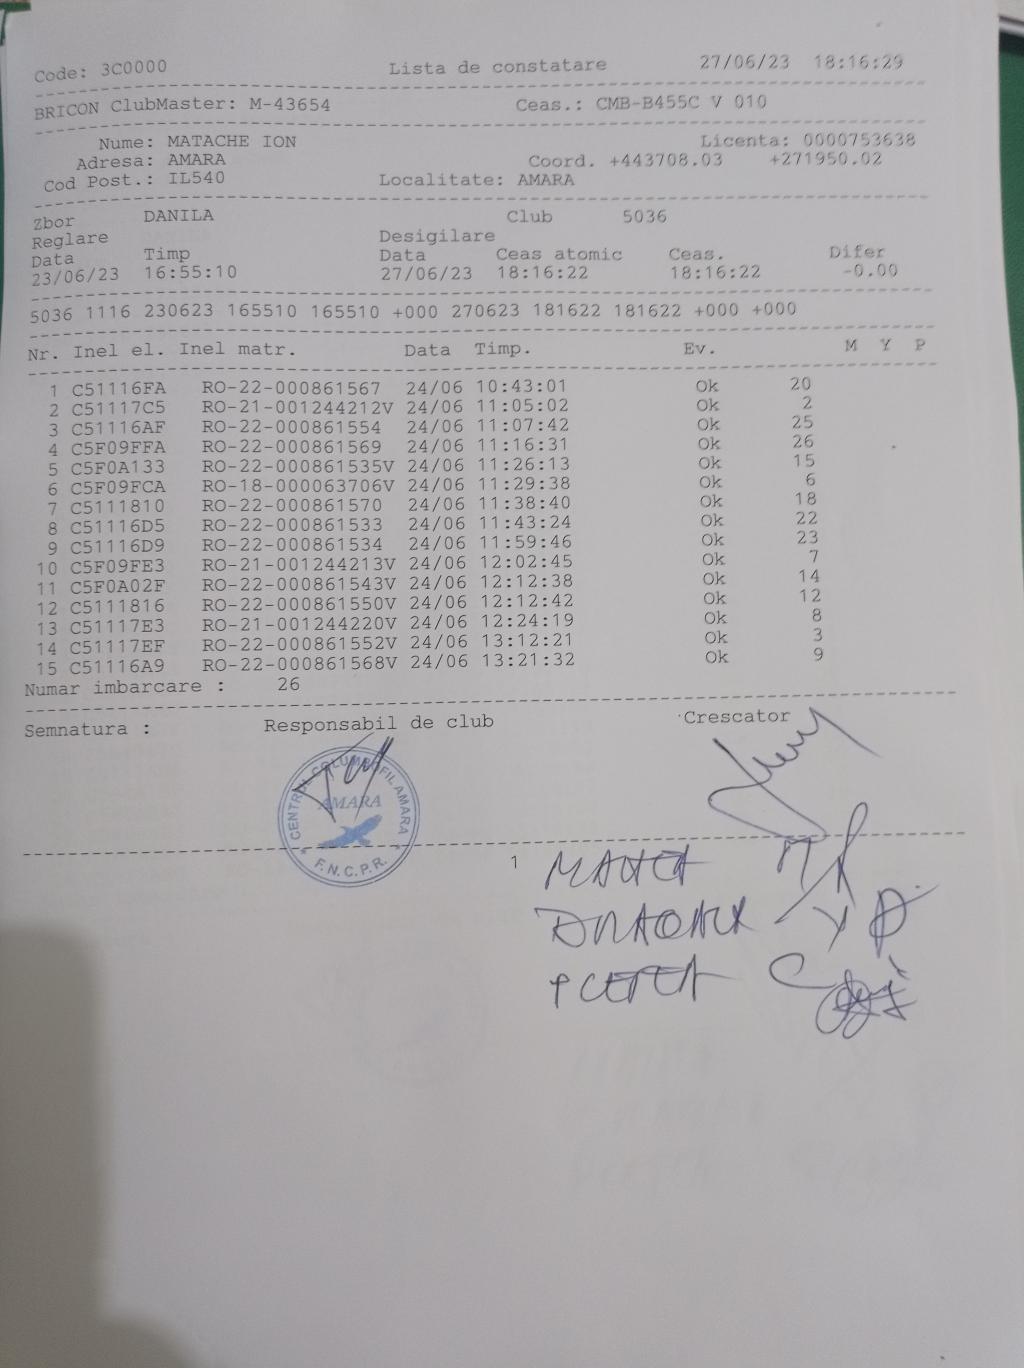 Code: 3C0000 Lista de constatare 27/06/23 18:16:29
BRICON ClubMaster: M-43654 Ceas.: CMB-B455C V 010
Nume: MATACHE ION Licenta: 0000753638
Adresa: AMARA Coord. +443708.03 +271950.02
Cod Post.: IL540 Localitate: AMARA
Zbor DANILA Club 5036
Reglare Desigilare
Data Timp Data Ceas atomic Ceas. Difer
23/06/23 16:55:10 27/06/23 18:16:22 18:16:22 -0.00
5036 1116 230623 165510 165510 +000 270623 181622 181622 +000 +000
Nr. Inel el. Inel matr. Data Timp. Ev. M Y P
1 C51116FA RO-22-000861567 24/06 10:43:01 Ok 20
2 C51117C5 RO-21-001244212V 24/06 11:05:02 Ok 2
3 C51116AF RO-22-000861554 24/06 11:07:42 Ok 25
4 C5F09FFA RO-22-000861569 24/06 11:16:31 Ok 26
5 C5F0A133 RO-22-000861535V 24/06 11:26:13 Ok 15
6 C5F09FCA RO-18-000063706V 24/06 11:29:38 Ok 6
7 C5111810 RO-22-000861570 24/06 11:38:40 Ok 18
8 C51116D5 RO-22-000861533 24/06 11:43:24 Ok 22
9 C51116D9 RO-22-000861534 24/06 11:59:46 Ok 23
10 C5F09FE3 RO-21-001244213V 24/06 12:02:45 Ok 7
11 C5F0A02F RO-22-000861543V 24/06 12:12:38 Ok 14
12 C5111816 RO-22-000861550V 24/06 12:12:42 Ok 12
13 C51117E3 RO-21-001244220V 24/06 12:24:19 Ok 8
14 C51117EF RO-22-000861552V 24/06 13:12:21 Ok 3
15 C51116A9 RO-22-000861568V 24/06 13:21:32 Ok 9
Numar imbarcare : 26
Semnatura : Responsabil de club Crescator
CENTRUL COLUMBOFIL AMARA
AMARA
F.N.C.P.R.
1